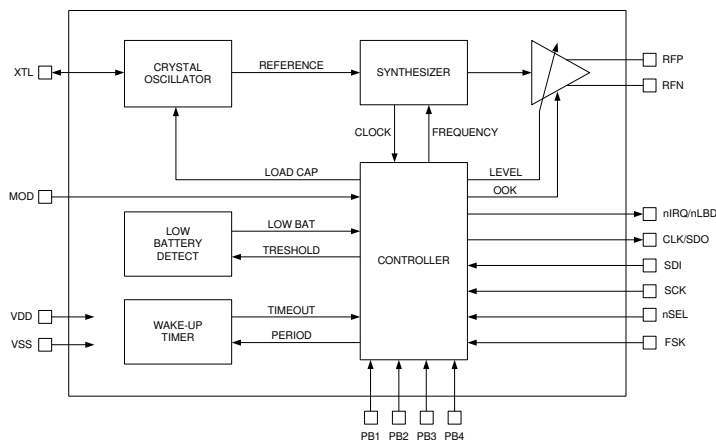 XTL
CRYSTAL
OSCILLATOR
REFERENCE
SYNTHESIZER
RFP
RFN
CLOCK
FREQUENCY
LOAD CAP
LEVEL
OOK
MOD
LOW
BATTERY
DETECT
LOW BAT
TRESHOLD
CONTROLLER
nIRQ/nLBD
CLK/SDO
SDI
SCK
nSEL
FSK
VDD
VSS
WAKE-UP
TIMER
TIMEOUT
PERIOD
PB1
PB2
PB3
PB4